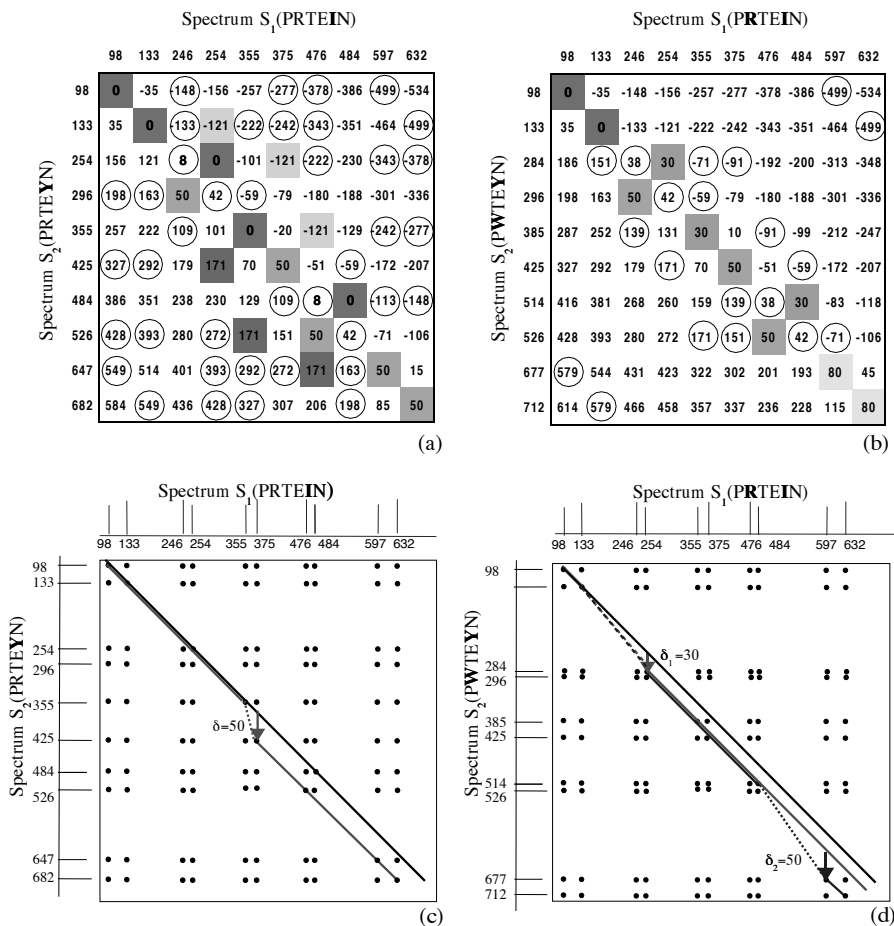 Spectrum S1(PRTEIN)
98 133 246 254 355 375 476 484 597 632
Spectrum S2(PRTEYN)
98 0 -35 -148 -156 -257 -277 -378 -386 -499 -534
133 35 0 -133 -121 -222 -242 -343 -351 -464 -499
254 156 121 8 0 -101 -121 -222 -230 -343 -378
296 198 163 50 42 -59 -79 -180 -188 -301 -336
355 257 222 109 101 0 -20 -121 -129 -242 -277
425 327 292 179 171 70 50 -51 -59 -172 -207
484 386 351 238 230 129 109 8 0 -113 -148
526 428 393 280 272 171 151 50 42 -71 -106
647 549 514 401 393 292 272 171 163 50 15
682 584 549 436 428 327 307 206 198 85 50
(a)
Spectrum S1(PRTEIN)
98 133 246 254 355 375 476 484 597 632
Spectrum S2(PWTEYN)
98 0 -35 -148 -156 -257 -277 -378 -386 -499 -534
133 35 0 -133 -121 -222 -242 -343 -351 -464 -499
284 186 151 38 30 -71 -91 -192 -200 -313 -348
296 198 163 50 42 -59 -79 -180 -188 -301 -336
385 287 252 139 131 30 10 -91 -99 -212 -247
425 327 292 179 171 70 50 -51 -59 -172 -207
514 416 381 268 260 159 139 38 30 -83 -118
526 428 393 280 272 171 151 50 42 -71 -106
677 579 544 431 423 322 302 201 193 80 45
712 614 579 466 458 357 337 236 228 115 80
(b)
Spectrum S1(PRTEIN)
98 133 246 254 355 375 476 484 597 632
Spectrum S2(PRTEYN)
98
133
254
296
355
425
484
526
647
682
δ=50
(c)
Spectrum S1(PRTEIN)
98 133 246 254 355 375 476 484 597 632
Spectrum S2(PWTEYN)
98
284
296
385
425
514
526
677
712
δ1=30
δ2=50
(d)